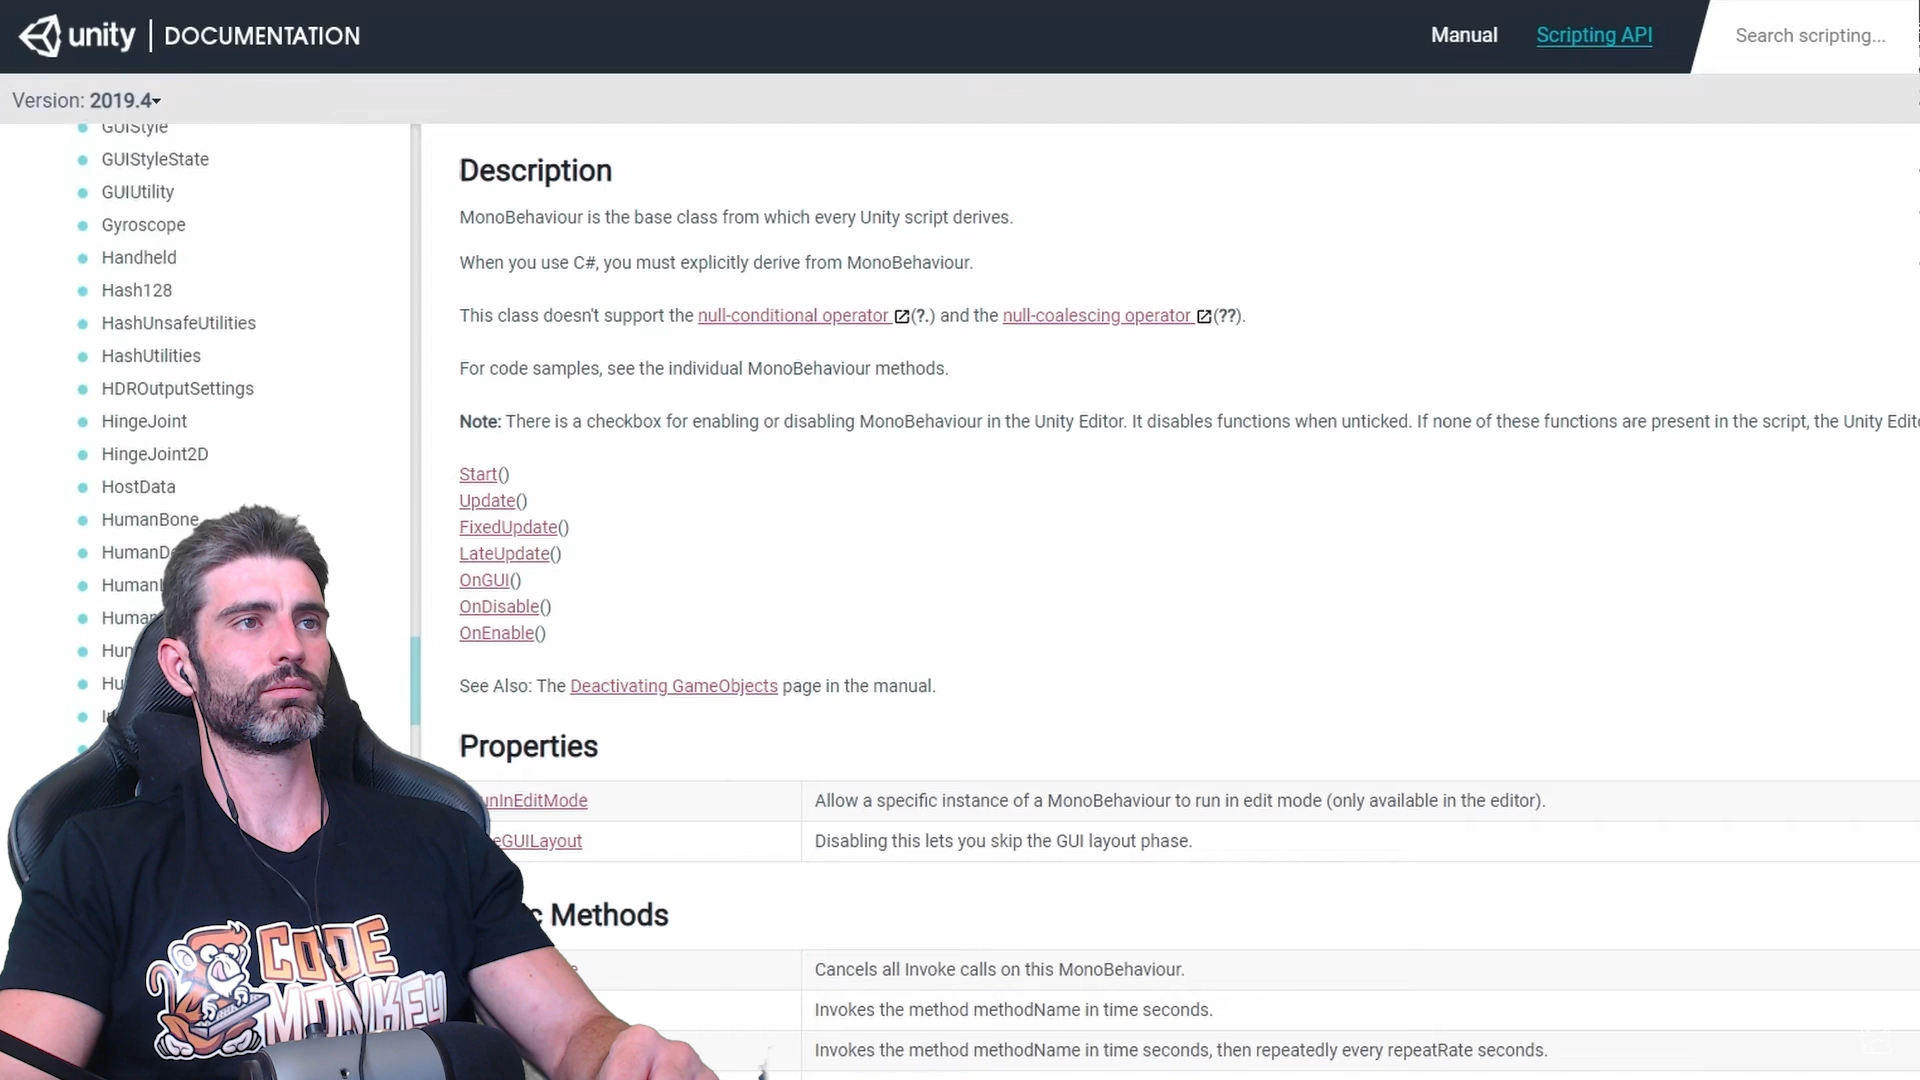 unity | DOCUMENTATION
Manual
Scripting API
Search scripting...
Version: 2019.4
GUIStyle
GUIStyleState
GUIUtility
Gyroscope
Handheld
Hash128
HashUnsafeUtilities
HashUtilities
HDROutputSettings
HingeJoint
HingeJoint2D
HostData
HumanBone
HumanD
Human
Human
Hum
Hu
Description
MonoBehaviour is the base class from which every Unity script derives.
When you use C#, you must explicitly derive from MonoBehaviour.
This class doesn't support the null-conditional operator (?.) and the null-coalescing operator (??).
For code samples, see the individual MonoBehaviour methods.
Note: There is a checkbox for enabling or disabling MonoBehaviour in the Unity Editor. It disables functions when unticked. If none of these functions are present in the script, the Unity Edit
Start()
Update()
FixedUpdate()
LateUpdate()
OnGUI()
OnDisable()
OnEnable()
See Also: The Deactivating GameObjects page in the manual.
Properties
unInEditMode
Allow a specific instance of a MonoBehaviour to run in edit mode (only available in the editor).
eGUILayout
Disabling this lets you skip the GUI layout phase.
c Methods
Cancels all Invoke calls on this MonoBehaviour.
Invokes the method methodName in time seconds.
Invokes the method methodName in time seconds, then repeatedly every repeatRate seconds.
CODE
MONKEY